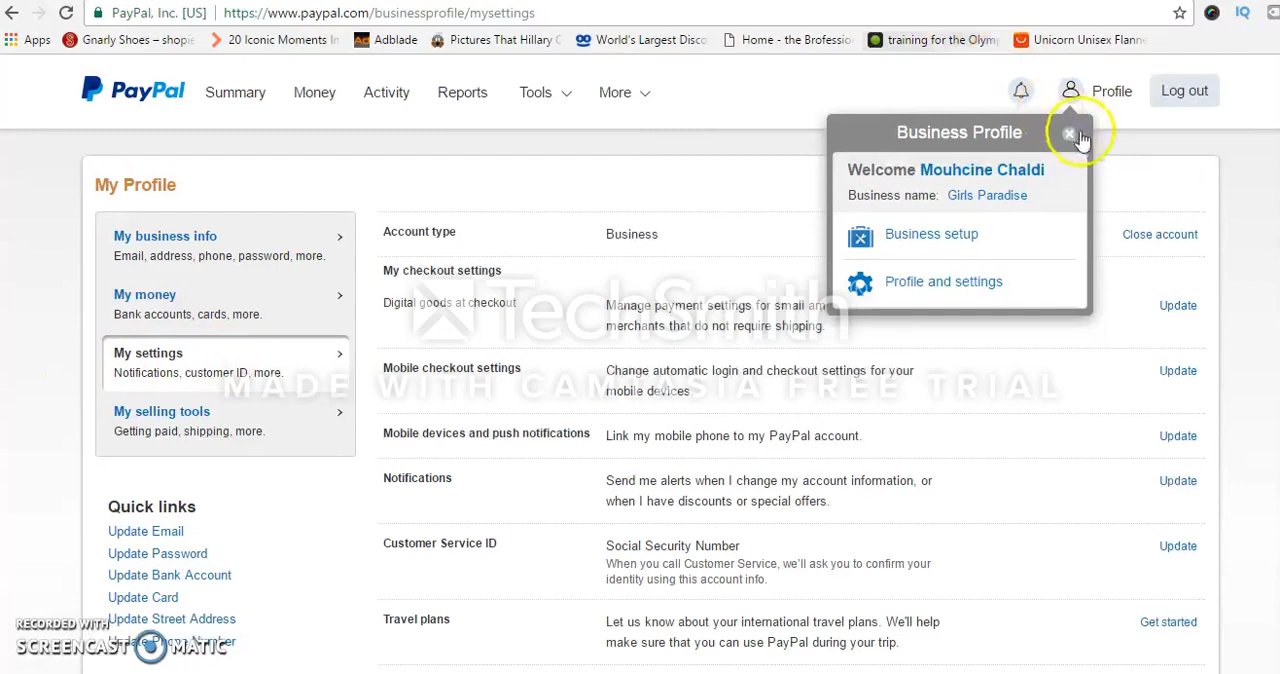 PayPal, Inc. [US] https://www.paypal.com/businessprofile/mysettings
Apps Gnarly Shoes – shopi 20 Iconic Moments In Adblade Pictures That Hillary C World's Largest Disco Home - the Brofessio training for the Olymp Unicorn Unisex Flanne
PayPal Summary Money Activity Reports Tools More Profile Log out
Business Profile
Welcome Mouhcine Chaldi
Business name: Girls Paradise
Business setup
Profile and settings
My Profile
My business info
Email, address, phone, password, more.
My money
Bank accounts, cards, more.
My settings
Notifications, customer ID, more.
My selling tools
Getting paid, shipping, more.
Quick links
Update Email
Update Password
Update Bank Account
Update Card
Update Street Address
Update Phone Number
Account type Business Close account
My checkout settings
Digital goods at checkout Manage payment settings for small am Update
merchants that do not require shipping.
Mobile checkout settings Change automatic login and checkout settings for your Update
mobile devices.
Mobile devices and push notifications Link my mobile phone to my PayPal account. Update
Notifications Send me alerts when I change my account information, or Update
when I have discounts or special offers.
Customer Service ID Social Security Number Update
When you call Customer Service, we'll ask you to confirm your
identity using this account info.
Travel plans Let us know about your international travel plans. We'll help Get started
make sure that you can use PayPal during your trip.
TechSmith
MADE WITH CAMTASIA FREE TRIAL
RECORDED WITH
SCREENCAST MATIC